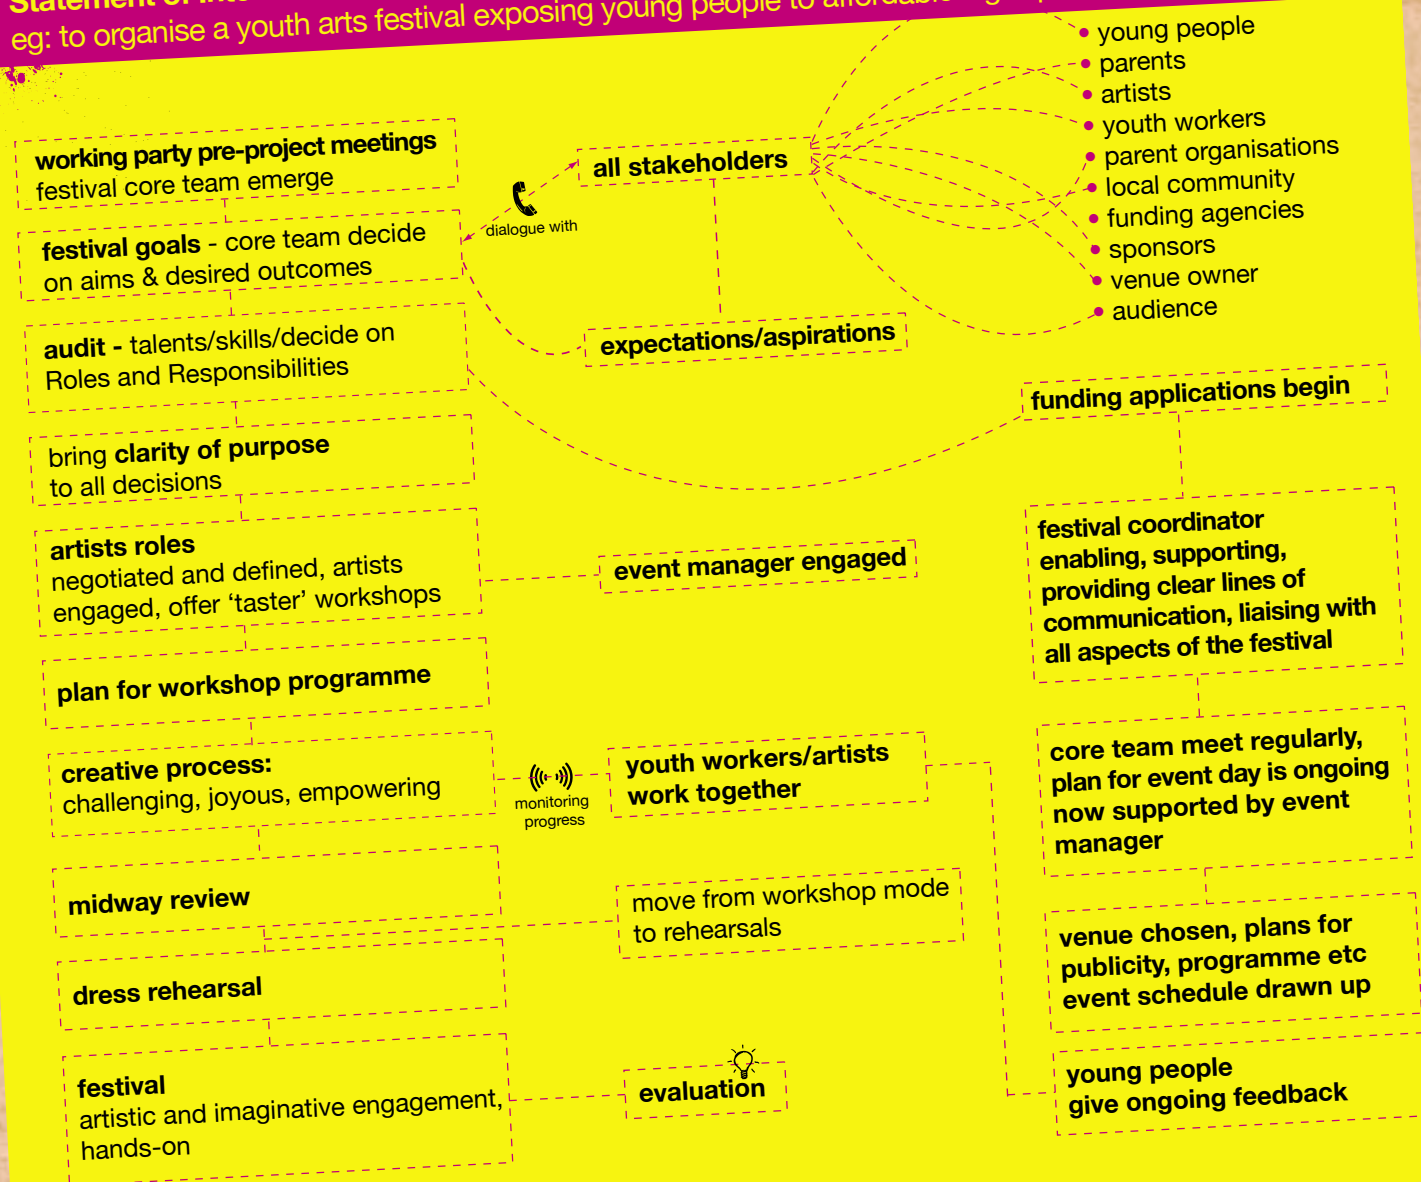 eg: to organise a youth arts festival exposing young people to
young people
parents
artists
youth workers
parent organisations
local community
funding agencies
sponsors
venue owner
audience
working party pre-project meetings
festival core team emerge
dialogue with
all stakeholders
festival goals - core team decide
on aims & desired outcomes
audit - talents/skills/decide on
Roles and Responsibilities
expectations/aspirations
funding applications begin
bring clarity of purpose
to all decisions
artists roles
negotiated and defined, artists
engaged, offer ‘taster’ workshops
event manager engaged
festival coordinator
enabling, supporting,
providing clear lines of
communication, liaising with
all aspects of the festival
plan for workshop programme
creative process:
challenging, joyous, empowering
monitoring
progress
youth workers/artists
work together
core team meet regularly,
plan for event day is ongoing
now supported by event
manager
midway review
move from workshop mode
to rehearsals
venue chosen, plans for
publicity, programme etc
event schedule drawn up
dress rehearsal
festival
artistic and imaginative engagement,
hands-on
evaluation
young people
give ongoing feedback